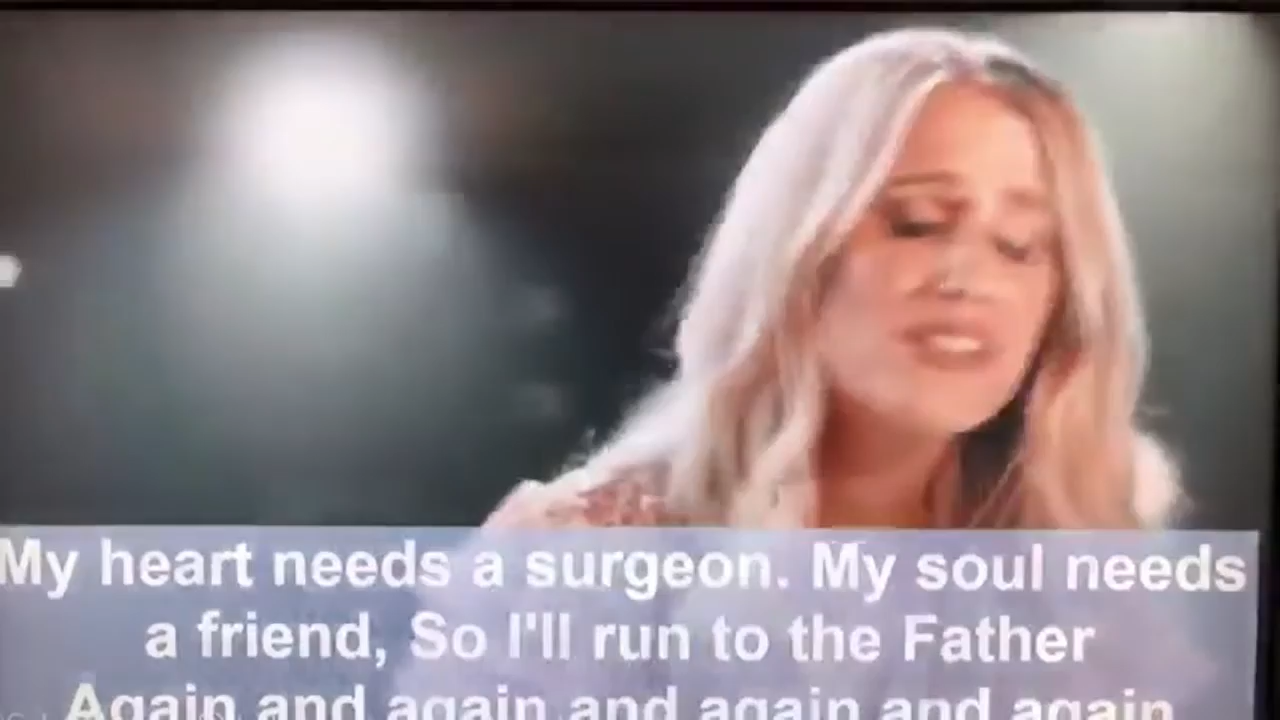 My heart needs a surgeon. My soul needs
a friend, So I'll run to the Father
Again and again and again and again